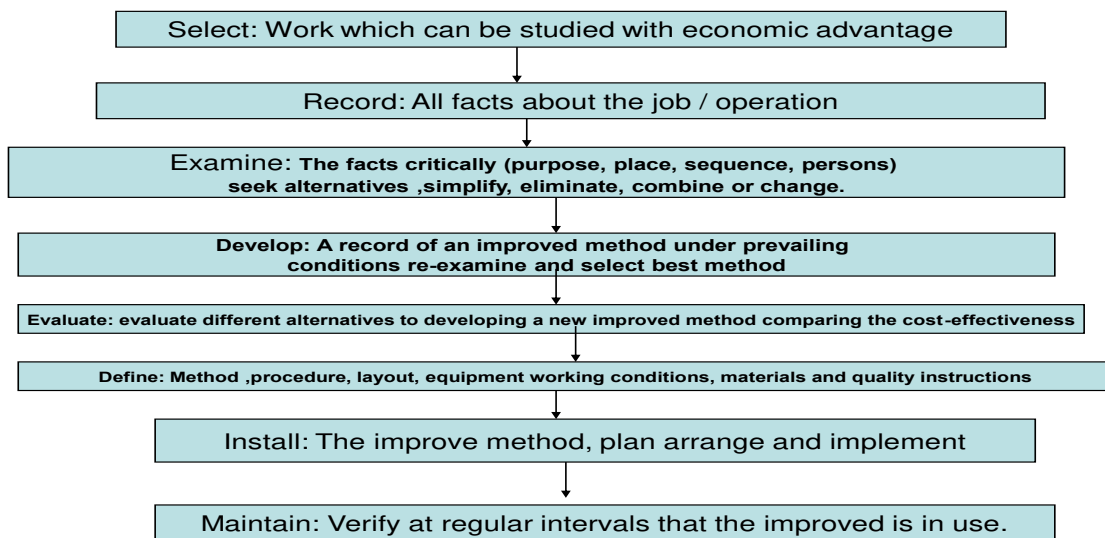 Select: Work which can be studied with economic advantage
Record: All facts about the job / operation
Examine: The facts critically (purpose, place, sequence, persons)
seek alternatives ,simplify, eliminate, combine or change.
Develop: A record of an improved method under prevailing
conditions re-examine and select best method
Evaluate: evaluate different alternatives to developing a new improved method comparing the cost-effectiveness
Define: Method ,procedure, layout, equipment working conditions, materials and quality instructions
Install: The improve method, plan arrange and implement
Maintain: Verify at regular intervals that the improved is in use.